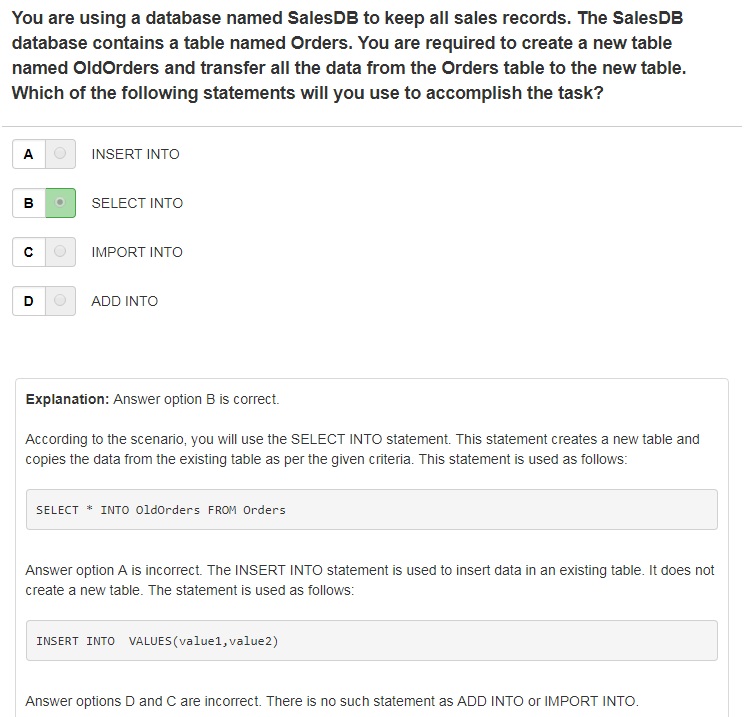 You are using a database named SalesDB to keep all sales records. The SalesDB
database contains a table named Orders. You are required to create a new table
named OldOrders and transfer all the data from the Orders table to the new table.
Which of the following statements will you use to accomplish the task?
A INSERT INTO
B SELECT INTO
C IMPORT INTO
D ADD INTO
Explanation: Answer option B is correct.
According to the scenario, you will use the SELECT INTO statement. This statement creates a new table and
copies the data from the existing table as per the given criteria. This statement is used as follows:
SELECT * INTO OldOrders FROM Orders
Answer option A is incorrect. The INSERT INTO statement is used to insert data in an existing table. It does not
create a new table. The statement is used as follows:
INSERT INTO  VALUES(value1,value2)
Answer options D and C are incorrect. There is no such statement as ADD INTO or IMPORT INTO.